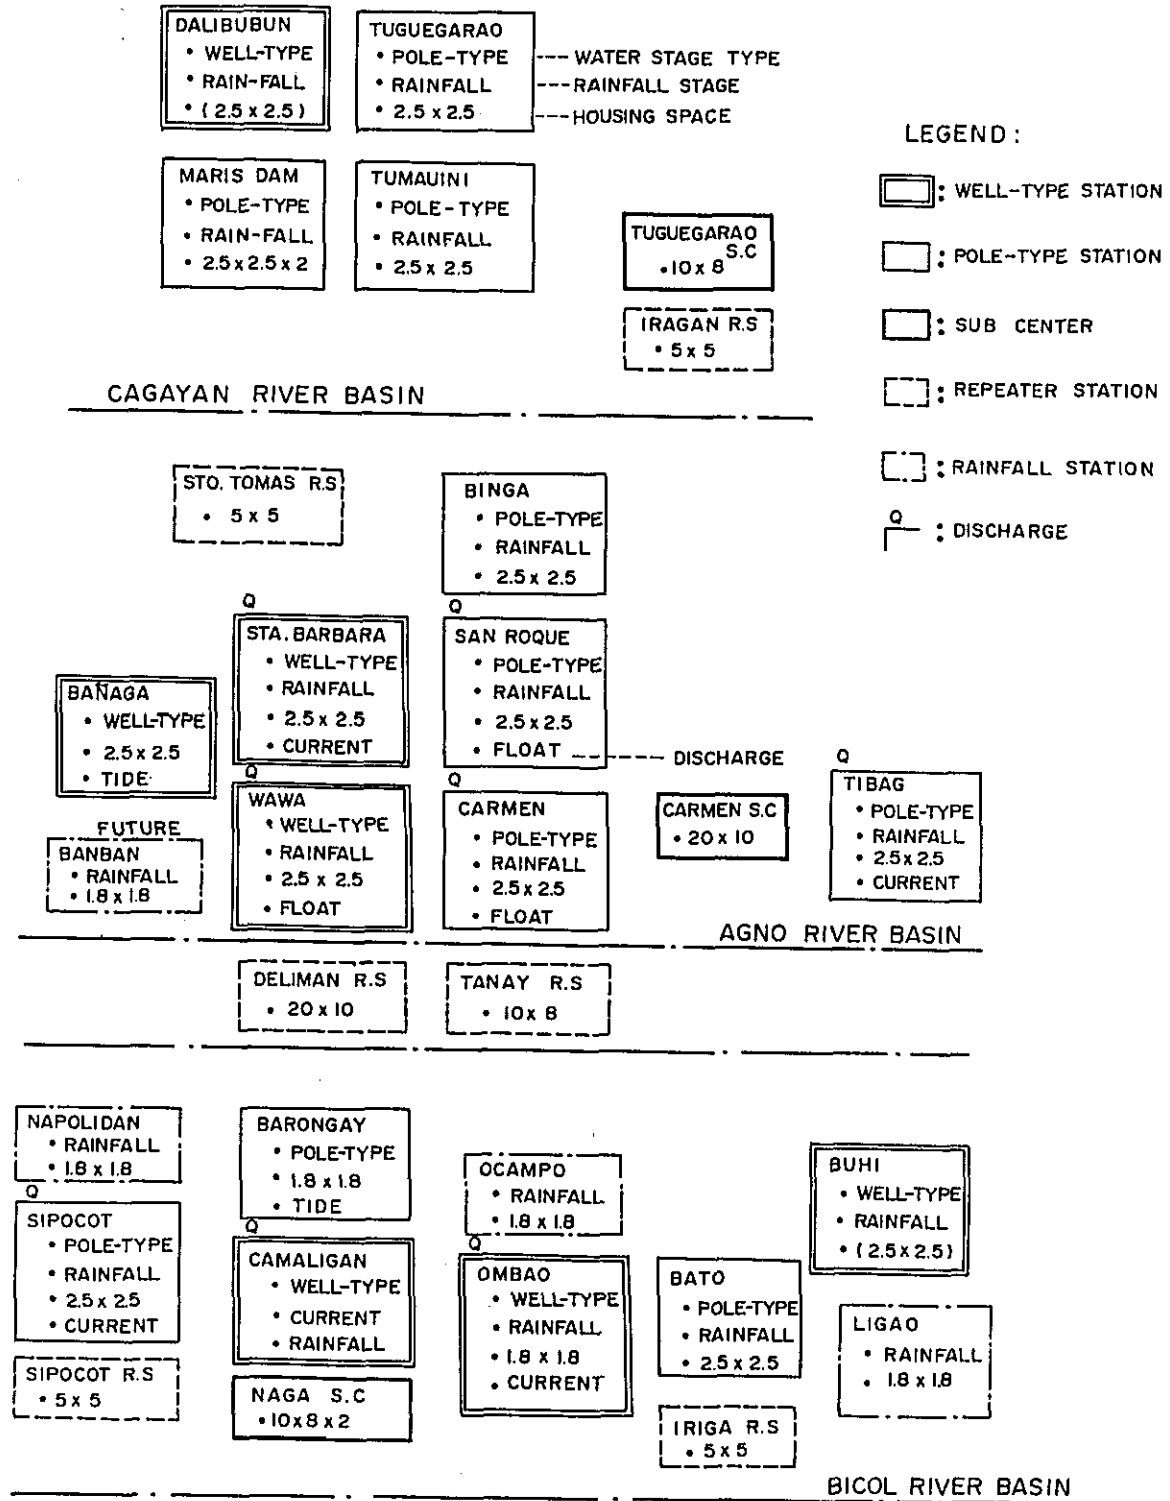 DALIBUBUN
• WELL-TYPE
• RAIN-FALL
• (2.5 x 2.5)
TUGUEGARAO
• POLE-TYPE
• RAINFALL
• 2.5 x 2.5
WATER STAGE TYPE
RAINFALL STAGE
HOUSING SPACE
MARIS DAM
• POLE-TYPE
• RAIN-FALL
• 2.5 x 2.5 x 2
TUMAUINI
• POLE-TYPE
• RAINFALL
• 2.5 x 2.5
TUGUEGARAO
S.C
• 10 x 8
IRAGAN R.S
• 5 x 5
LEGEND :
: WELL-TYPE STATION
: POLE-TYPE STATION
: SUB CENTER
: REPEATER STATION
: RAINFALL STATION
Q
: DISCHARGE
CAGAYAN RIVER BASIN
STO. TOMAS R.S
• 5 x 5
BINGA
• POLE-TYPE
• RAINFALL
• 2.5 x 2.5
Q
STA. BARBARA
• WELL-TYPE
• RAINFALL
• 2.5 x 2.5
• CURRENT
Q
SAN ROQUE
• POLE-TYPE
• RAINFALL
• 2.5 x 2.5
• FLOAT
DISCHARGE
BAÑAGA
• WELL-TYPE
• 2.5 x 2.5
• TIDE
FUTURE
BANBAN
• RAINFALL
• 1.8 x 1.8
Q
WAWA
• WELL-TYPE
• RAINFALL
• 2.5 x 2.5
• FLOAT
Q
CARMEN
• POLE-TYPE
• RAINFALL
• 2.5 x 2.5
• FLOAT
CARMEN S.C
• 20 x 10
Q
TIBAG
• POLE-TYPE
• RAINFALL
• 2.5 x 2.5
• CURRENT
AGNO RIVER BASIN
DELIMAN R.S
• 20 x 10
TANAY R.S
• 10 x 8
NAPOLIDAN
• RAINFALL
• 1.8 x 1.8
Q
SIPOCOT
• POLE-TYPE
• RAINFALL
• 2.5 x 2.5
• CURRENT
SIPOCOT R.S
• 5 x 5
BARONGAY
• POLE-TYPE
• 1.8 x 1.8
• TIDE
Q
CAMALIGAN
• WELL-TYPE
• CURRENT
• RAINFALL
NAGA S.C
• 10 x 8 x 2
OCAMPO
• RAINFALL
• 1.8 x 1.8
Q
OMBAO
• WELL-TYPE
• RAINFALL
• 1.8 x 1.8
• CURRENT
BATO
• POLE-TYPE
• RAINFALL
• 2.5 x 2.5
IRIGA R.S
• 5 x 5
BUHI
• WELL-TYPE
• RAINFALL
• (2.5 x 2.5)
LIGAO
• RAINFALL
• 1.8 x 1.8
BICOL RIVER BASIN